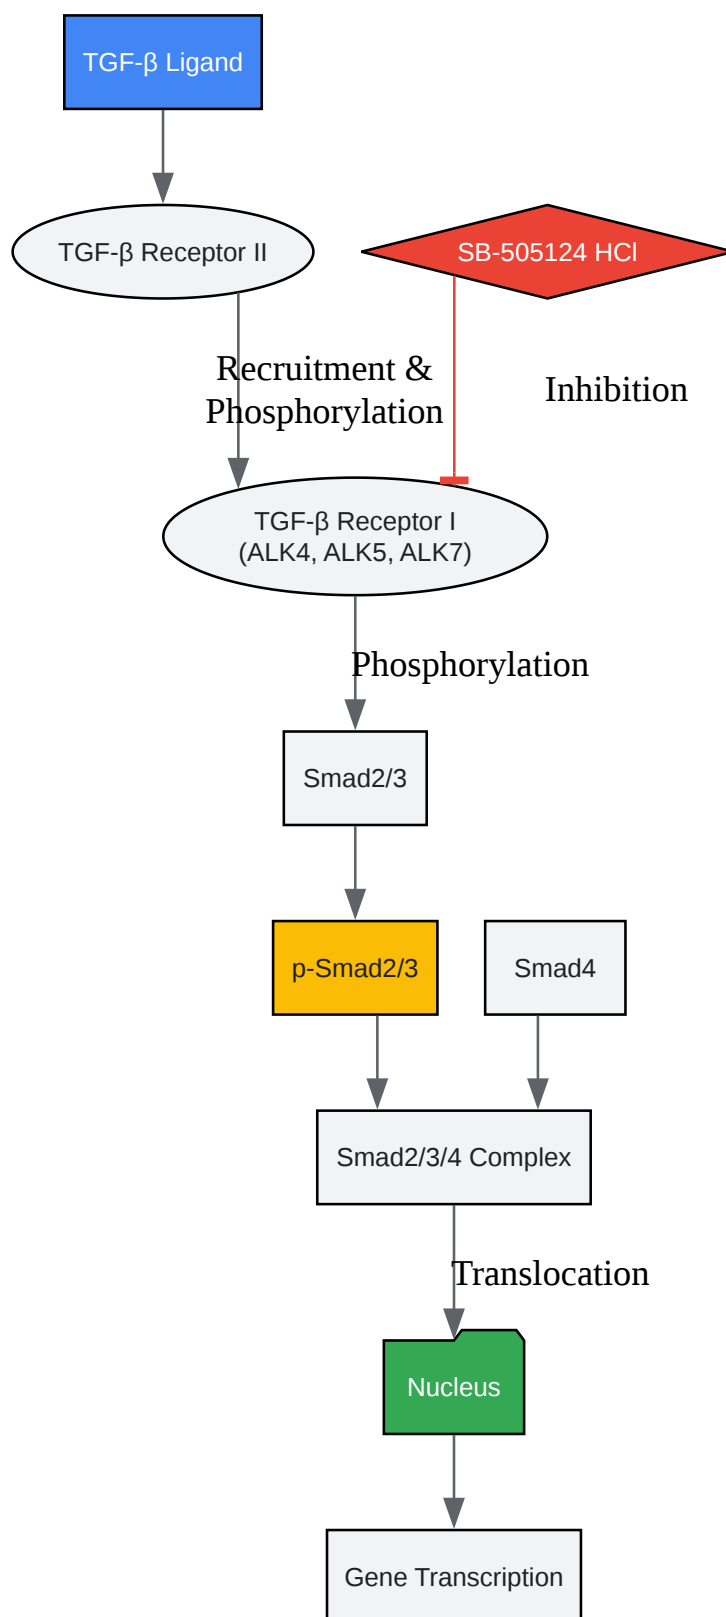 TGF-β Ligand
TGF-β Receptor II
SB-505124 HCl
Recruitment &
Phosphorylation
Inhibition
TGF-β Receptor I
(ALK4, ALK5, ALK7)
Phosphorylation
Smad2/3
p-Smad2/3
Smad4
Smad2/3/4 Complex
Translocation
Nucleus
Gene Transcription